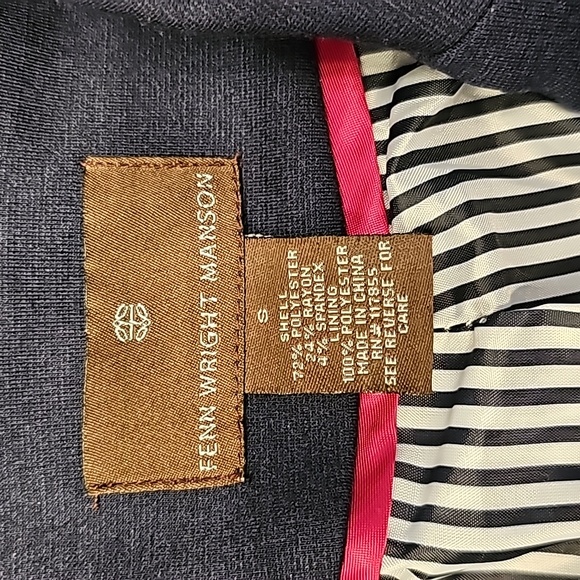 FENN WRIGHT MANSON
S
SHELL
72% POLYESTER
24% RAYON
4% SPANDEX
LINING
100% POLYESTER
MADE IN CHINA
RN# 117855
SEE REVERSE FOR
CARE